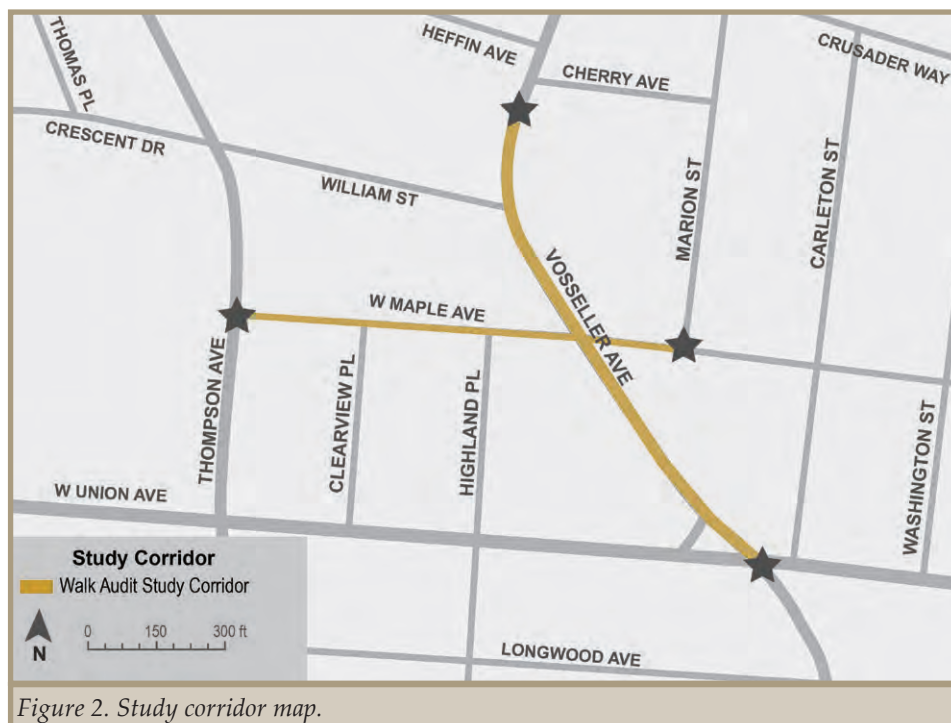 HEFFIN AVE
CRUSADER WAY
THOMAS PL
CHERRY AVE
CRESCENT DR
WILLIAM ST
MARION ST
CARLETON ST
VOSSELLER AVE
W MAPLE AVE
THOMPSON AVE
CLEARVIEW PL
HIGHLAND PL
WASHINGTON ST
W UNION AVE
Study Corridor
Walk Audit Study Corridor
N
0 150 300 ft
LONGWOOD AVE
Figure 2. Study corridor map.